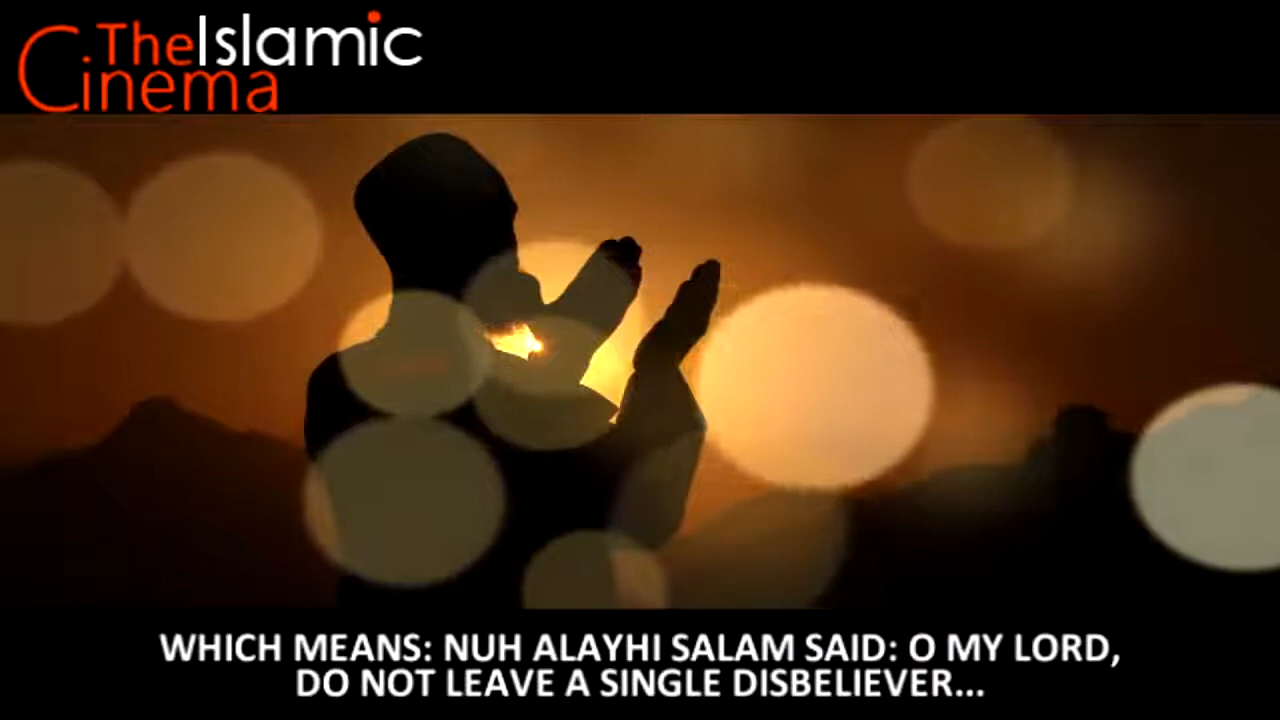 TheIslamic
Cinema
WHICH MEANS: NUH ALAYHI SALAM SAID: O MY LORD,
DO NOT LEAVE A SINGLE DISBELIEVER...